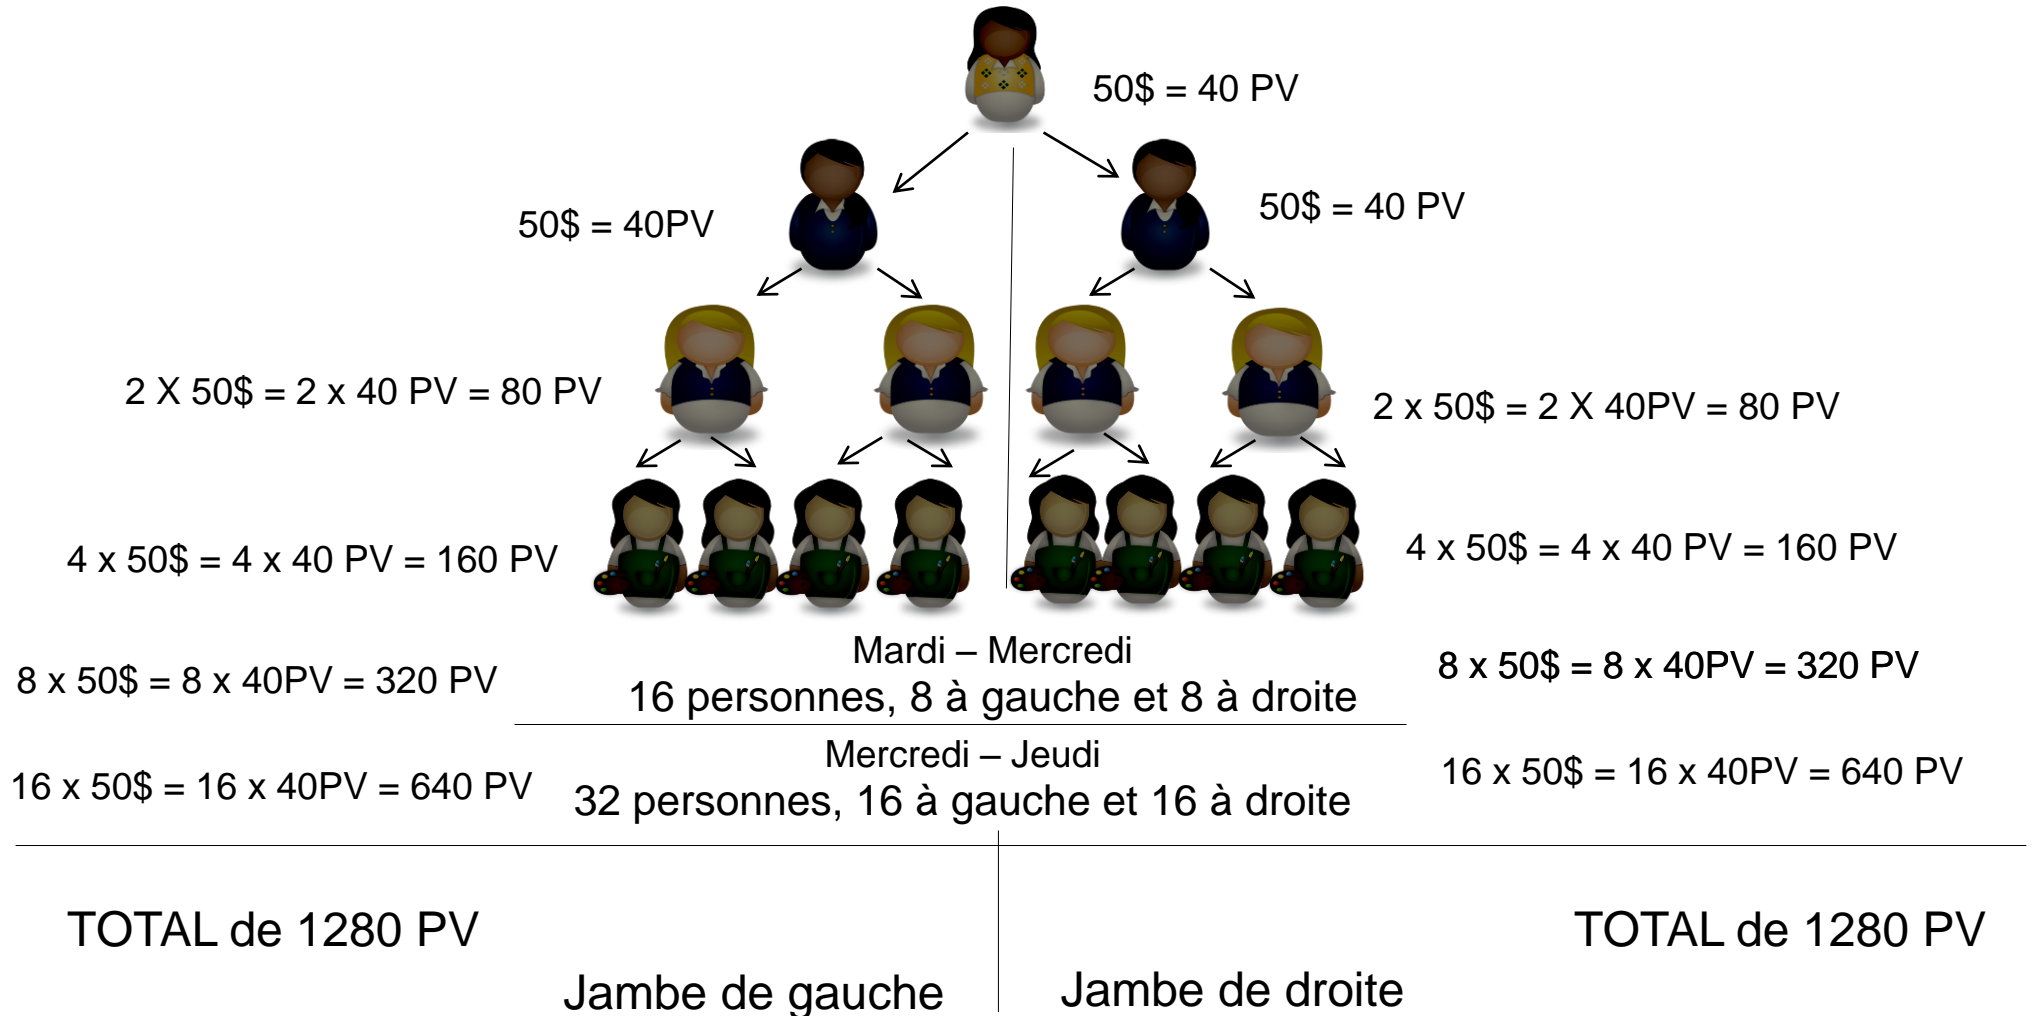 50$ = 40 PV
50$ = 40PV
50$ = 40 PV
2 X 50$ = 2 x 40 PV = 80 PV
2 x 50$ = 2 X 40PV = 80 PV
4 x 50$ = 4 x 40 PV = 160 PV
4 x 50$ = 4 x 40 PV = 160 PV
Mardi – Mercredi
8 x 50$ = 8 x 40PV = 320 PV
16 personnes, 8 à gauche et 8 à droite
8 x 50$ = 8 x 40PV = 320 PV
Mercredi – Jeudi
16 x 50$ = 16 x 40PV = 640 PV
32 personnes, 16 à gauche et 16 à droite
16 x 50$ = 16 x 40PV = 640 PV
TOTAL de 1280 PV
TOTAL de 1280 PV
Jambe de gauche
Jambe de droite